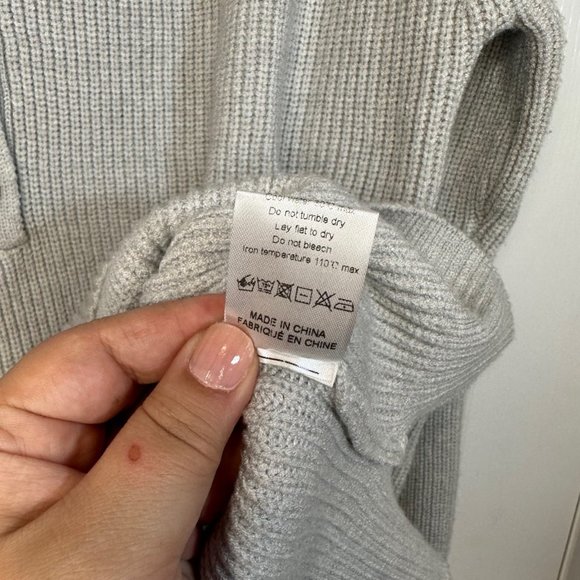 Do not tumble dry
Lay flat to dry
Do not bleach
Iron temperature 110°C max
MADE IN CHINA
FABRIQUÉ EN CHINE